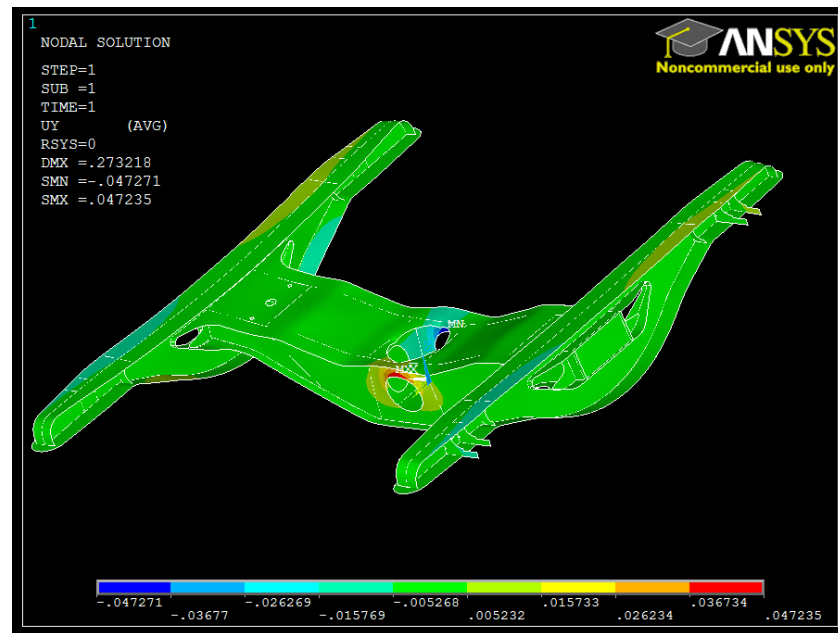 1
NODAL SOLUTION
STEP=1
SUB =1
TIME=1
UY (AVG)
RSYS=0
DMX =.273218
SMN =-.047271
SMX =.047235
ANSYS
Noncommercial use only
MN
-.047271 -.026269 -.005268 .015733 .036734
-.03677 -.015769 .005232 .026234 .047235